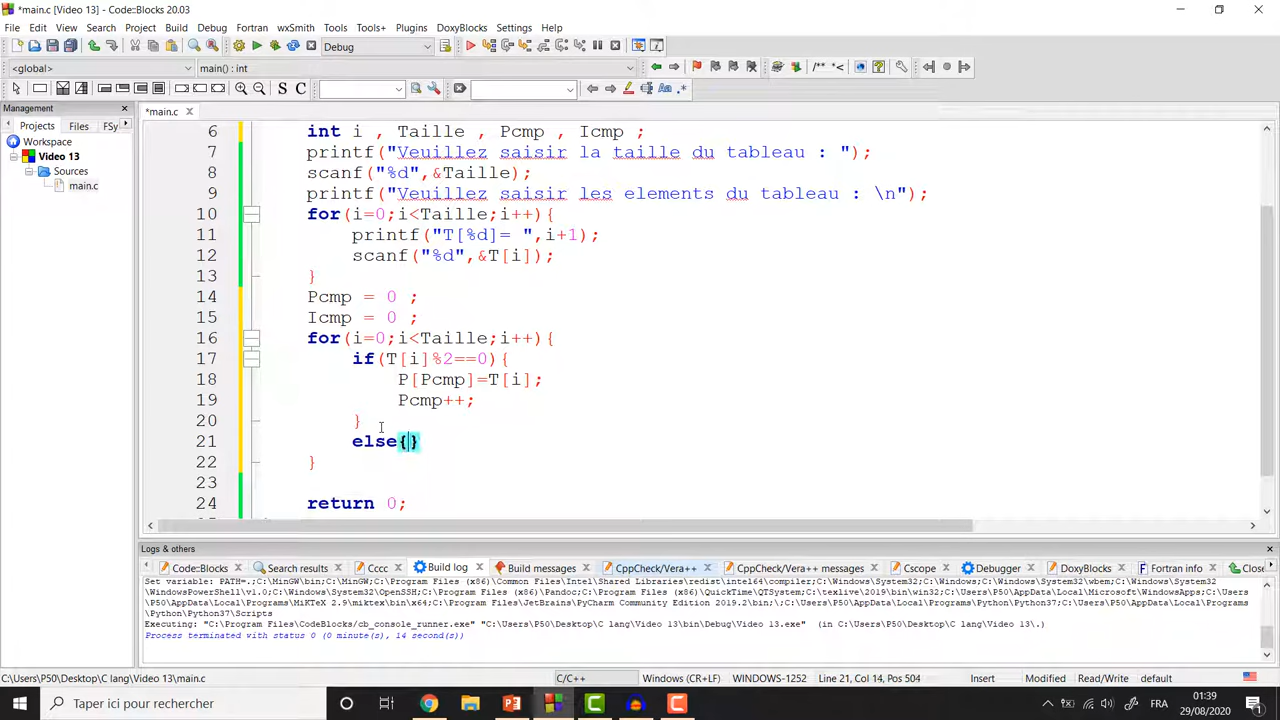 *main.c [Video 13] - Code::Blocks 20.03
File Edit View Search Project Build Debug Fortran wxSmith Tools Tools+ Plugins DoxyBlocks Settings Help
Debug
<global> main() : int
/** *<
S C
Aa .*
Management
Projects Files FSy
Workspace
Video 13
Sources
main.c
*main.c
6 int i , Taille , Pcmp , Icmp ;
7 printf("Veuillez saisir la taille du tableau : ");
8 scanf("%d",&Taille);
9 printf("Veuillez saisir les elements du tableau : \n");
10 for(i=0;i<Taille;i++){
11 printf("T[%d]= ",i+1);
12 scanf("%d",&T[i]);
13 }
14 Pcmp = 0 ;
15 Icmp = 0 ;
16 for(i=0;i<Taille;i++){
17 if(T[i]%2==0){
18 P[Pcmp]=T[i];
19 Pcmp++;
20 }
21 else{}
22 }
23
24 return 0;
Logs & others
Code::Blocks Search results Cccc Build log Build messages CppCheck/Vera++ CppCheck/Vera++ messages Cscope Debugger DoxyBlocks Fortran info Close
Set variable: PATH=.;C:\MinGW\bin;C:\MinGW;C:\Program Files (x86)\Common Files\Intel\Shared Libraries\redist\intel64\compiler;C:\Windows\System32;C:\Windows;C:\Windows\System32\wbem;C:\Windows\System32
\WindowsPowerShell\v1.0;C:\Windows\System32\OpenSSH;C:\Program Files (x86)\Pandoc;C:\Program Files (x86)\QuickTime\QTSystem;C:\texlive\2019\bin\win32;C:\Users\P50\AppData\Local\Microsoft\WindowsApps;C:\Users
\P50\AppData\Local\Programs\MiKTeX 2.9\miktex\bin\x64;C:\Program Files\JetBrains\PyCharm Community Edition 2019.2\bin;\;C:\Users\P50\AppData\Local\Programs\Python\Python37;C:\Users\P50\AppData\Local\Programs
\Python\Python37\Scripts
Executing: "C:\Program Files\CodeBlocks/cb_console_runner.exe" "C:\Users\P50\Desktop\C lang\Video 13\bin\Debug\Video 13.exe" (in C:\Users\P50\Desktop\C lang\Video 13\.)
Process terminated with status 0 (0 minute(s), 14 second(s))
C:\Users\P50\Desktop\C lang\Video 13\main.c C/C++ Windows (CR+LF) WINDOWS-1252 Line 21, Col 14, Pos 504 Insert Read/Write default
Taper ici pour rechercher
FRA
01:39
29/08/2020